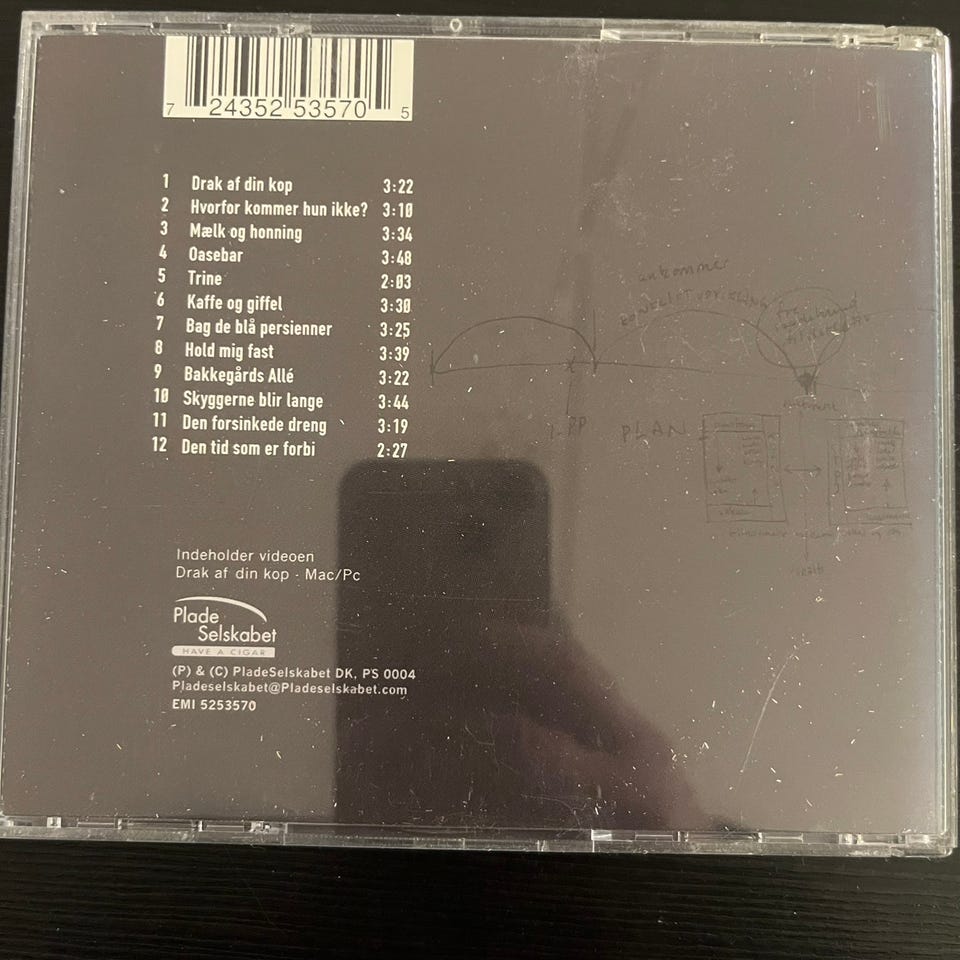 7 24352 53570 5
1 Drak af din kop 3:22
2 Hvorfor kommer hun ikke? 3:10
3 Mælk og honning 3:34
4 Oasebar 3:48
5 Trine 2:03
6 Kaffe og giffel 3:30
7 Bag de blå persienner 3:25
8 Hold mig fast 3:39
9 Bakkegårds Allé 3:22
10 Skyggerne blir lange 3:44
11 Den forsinkede dreng 3:19
12 Den tid som er forbi 2:27
ankommer
PLAN
Indeholder videoen
Drak af din kop - Mac/Pc
Plade
Selskabet
HAVE A CIGAR
(P) & (C) PladeSelskabet DK, PS 0004
Pladeselskabet@Pladeselskabet.com
EMI 5253570